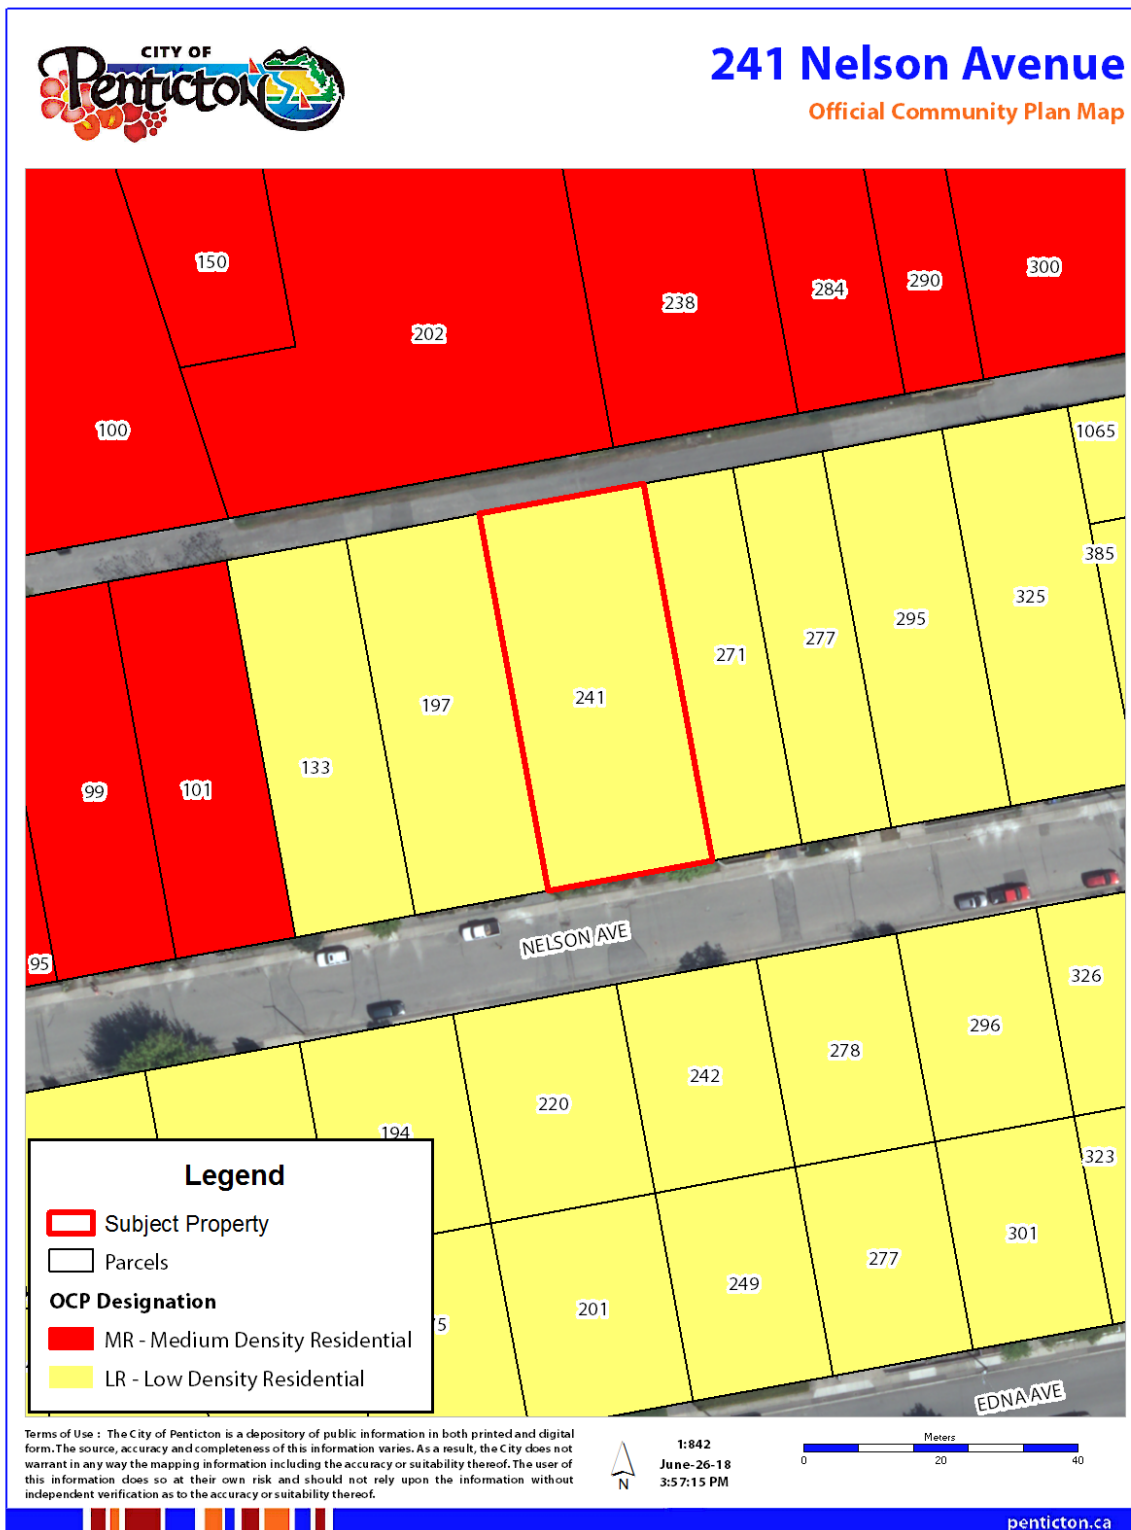 CITY OF
Penticton
241 Nelson Avenue
Official Community Plan Map
150
202
238
284
290
300
100
1065
385
325
295
277
271
241
197
133
101
99
95
NELSON AVE
326
296
278
242
220
194
323
301
277
249
201
75
EDNA AVE
Legend
Subject Property
Parcels
OCP Designation
MR - Medium Density Residential
LR - Low Density Residential
Terms of Use : The City of Penticton is a depository of public information in both printed and digital
form. The source, accuracy and completeness of this information varies. As a result, the City does not
warrant in any way the mapping information including the accuracy or suitability thereof. The user of
this information does so at their own risk and should not rely upon the information without
independent verification as to the accuracy or suitability thereof.
N
1:842
June-26-18
3:57:15 PM
Meters
0 20 40
penticton.ca